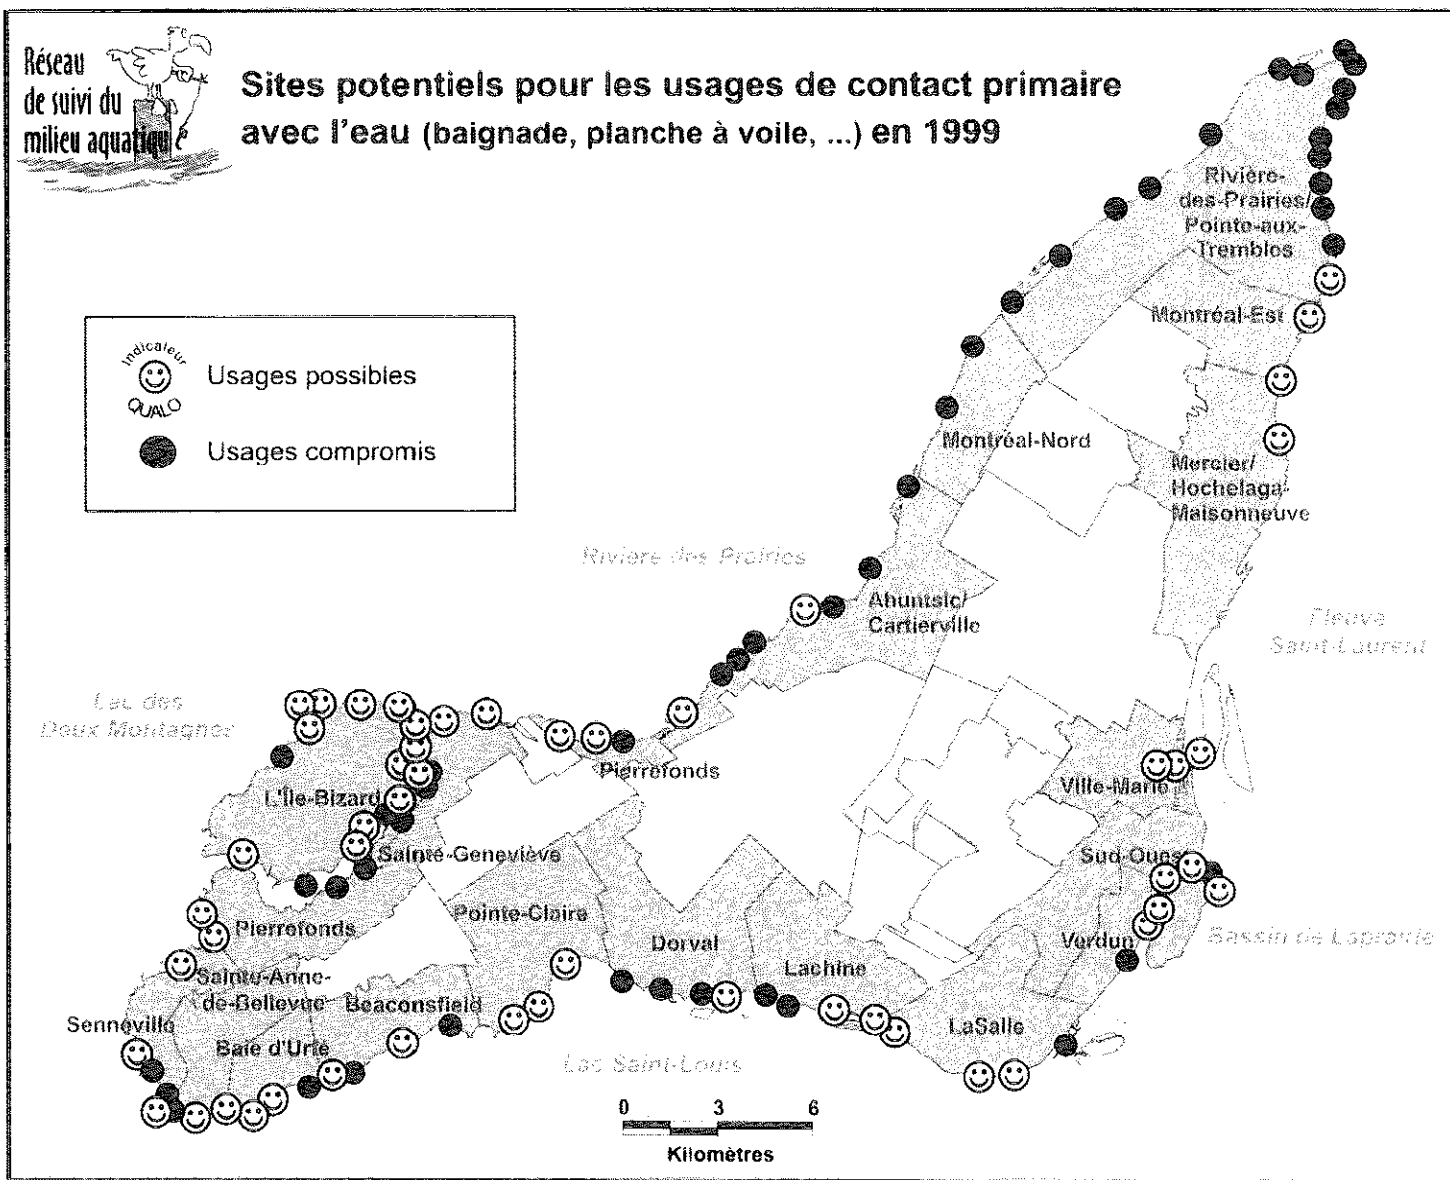 Réseau
de suivi du
milieu aquatique
Sites potentiels pour les usages de contact primaire
avec l'eau (baignade, planche à voile, ...) en 1999
Indicateur
QUALO
Usages possibles
Usages compromis
Rivière-
des-Prairies/
Pointe-aux-
Trembles
Montréal-Est
Montréal-Nord
Mercier/
Hochelaga-
Maisonneuve
Rivière des Prairies
Ahuntsic/
Cartierville
Fleuve
Saint-Laurent
Lac des
Deux Montagnes
Pierrefonds
L'Île-Bizard
Ville-Marie
Sainte-Geneviève
Sud-Ouest
Pointe-Claire
Pierrefonds
Dorval
Verdun
Bassin de Laprairie
Lachine
Sainte-Anne-
de-Bellevue
Beaconsfield
Senneville
LaSalle
Baie d'Urfé
Lac Saint-Louis
0 3 6
Kilomètres